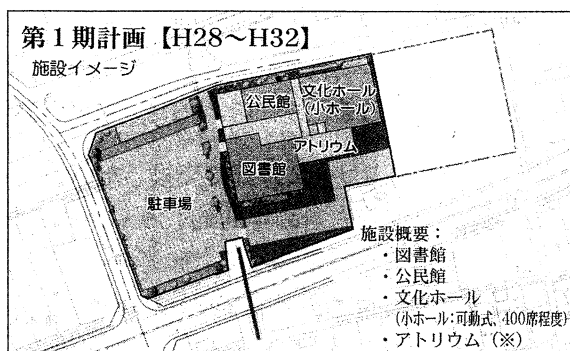 第1期計画【H28～H32】
施設イメージ
公民館
文化ホール
(小ホール)
アトリウム
図書館
駐車場
施設概要：
・図書館
・公民館
・文化ホール
(小ホール：可動式、400席程度)
・アトリウム（※）